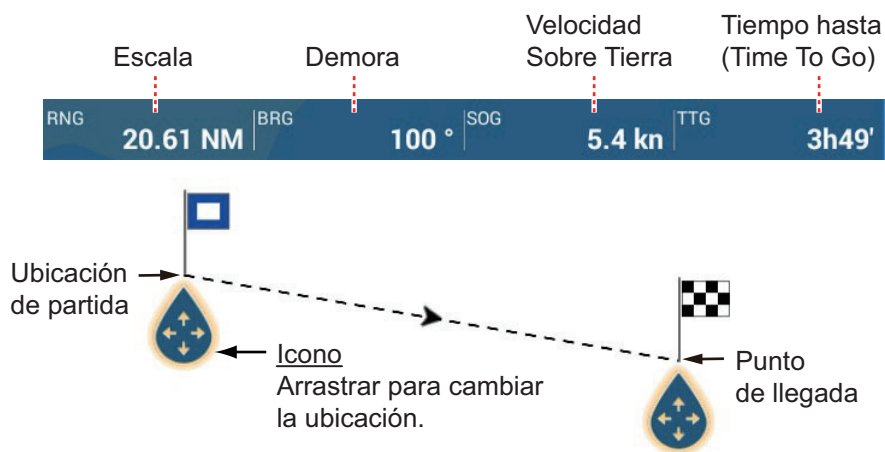 Escala
Demora
Velocidad
Sobre Tierra
Tiempo hasta
(Time To Go)
RNG 20.61 NM BRG 100 ° SOG 5.4 kn TTG 3h49'
Ubicación
de partida
Icono
Arrastrar para cambiar
la ubicación.
Punto
de llegada